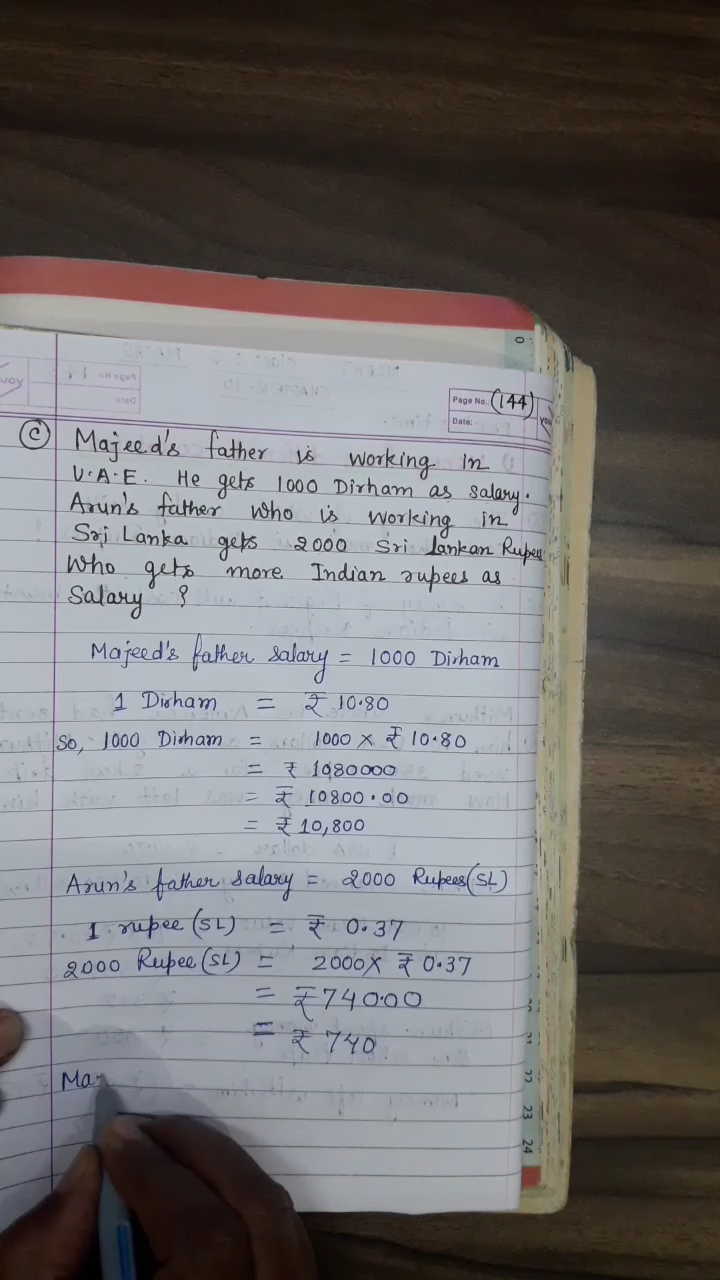 Page No.: 144
Date:
C Majeed's father is working in
U.A.E. He gets 1000 Dirham as salary.
Arun's father who is working in
Sri Lanka gets 2000 Sri Lankan Rupees
Who gets more Indian rupees as
Salary ?
Majeed's father salary = 1000 Dirham
1 Dirham = ₹ 10.80
So, 1000 Dirham = 1000 × ₹ 10.80
= ₹ 1080000
= ₹ 10800.00
= ₹ 10,800
Arun's father salary = 2000 Rupees (SL)
1 rupee (SL) = ₹ 0.37
2000 Rupee (SL) = 2000 × ₹ 0.37
= ₹ 740.00
= ₹ 740
Ma
0
22
23
24